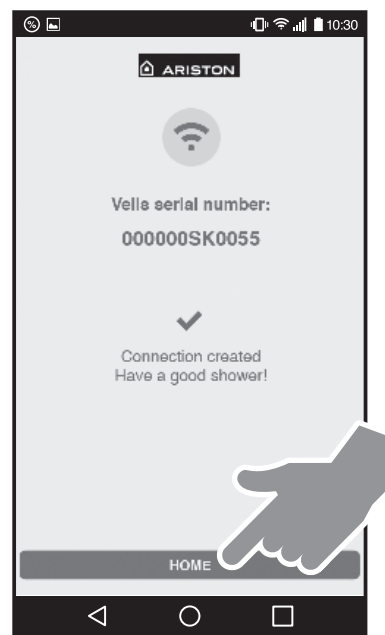 10:30
ARISTON
Velis serial number:
000000SK0055
Connection created
Have a good shower!
HOME